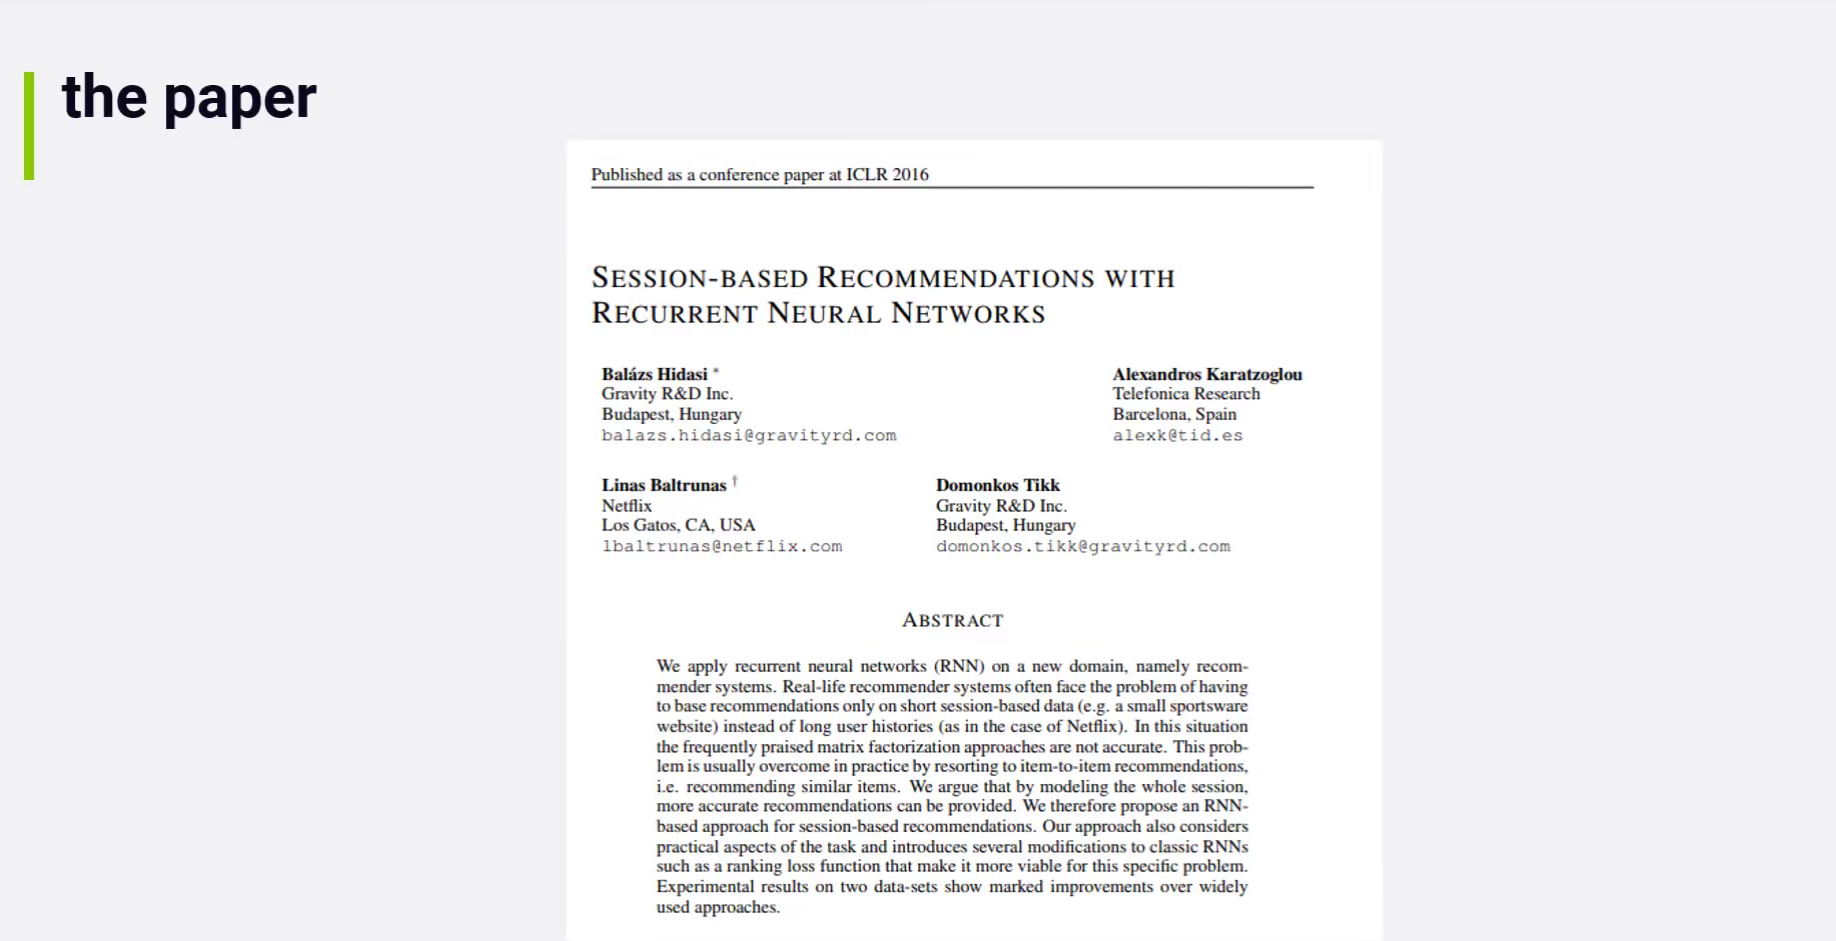 the paper
Published as a conference paper at ICLR 2016
SESSION-BASED RECOMMENDATIONS WITH
RECURRENT NEURAL NETWORKS
Balázs Hidasi *
Gravity R&D Inc.
Budapest, Hungary
balazs.hidasi@gravityrd.com
Alexandros Karatzoglou
Telefonica Research
Barcelona, Spain
alexk@tid.es
Linas Baltrunas †
Netflix
Los Gatos, CA, USA
lbaltrunas@netflix.com
Domonkos Tikk
Gravity R&D Inc.
Budapest, Hungary
domonkos.tikk@gravityrd.com
ABSTRACT
We apply recurrent neural networks (RNN) on a new domain, namely recom-
mender systems. Real-life recommender systems often face the problem of having
to base recommendations only on short session-based data (e.g. a small sportsware
website) instead of long user histories (as in the case of Netflix). In this situation
the frequently praised matrix factorization approaches are not accurate. This prob-
lem is usually overcome in practice by resorting to item-to-item recommendations,
i.e. recommending similar items. We argue that by modeling the whole session,
more accurate recommendations can be provided. We therefore propose an RNN-
based approach for session-based recommendations. Our approach also considers
practical aspects of the task and introduces several modifications to classic RNNs
such as a ranking loss function that make it more viable for this specific problem.
Experimental results on two data-sets show marked improvements over widely
used approaches.